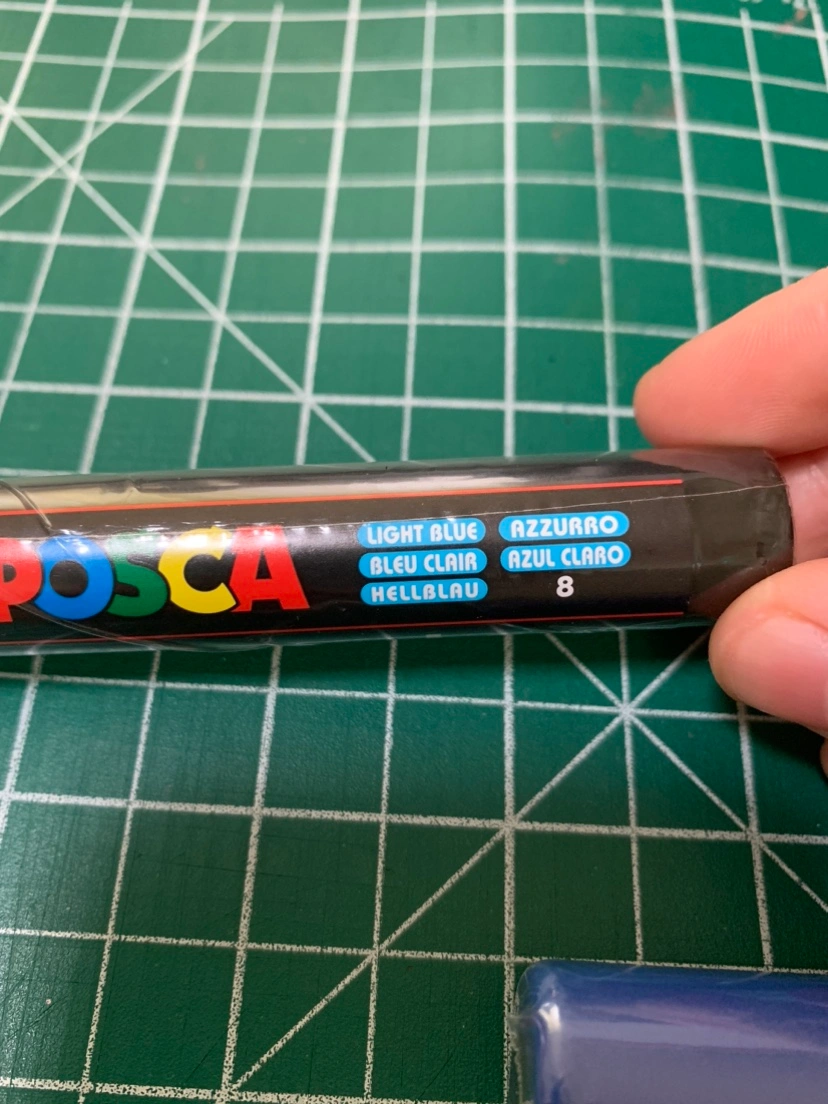 POSCA
LIGHT BLUE
BLEU CLAIR
HELLBLAU
AZZURRO
AZUL CLARO
8